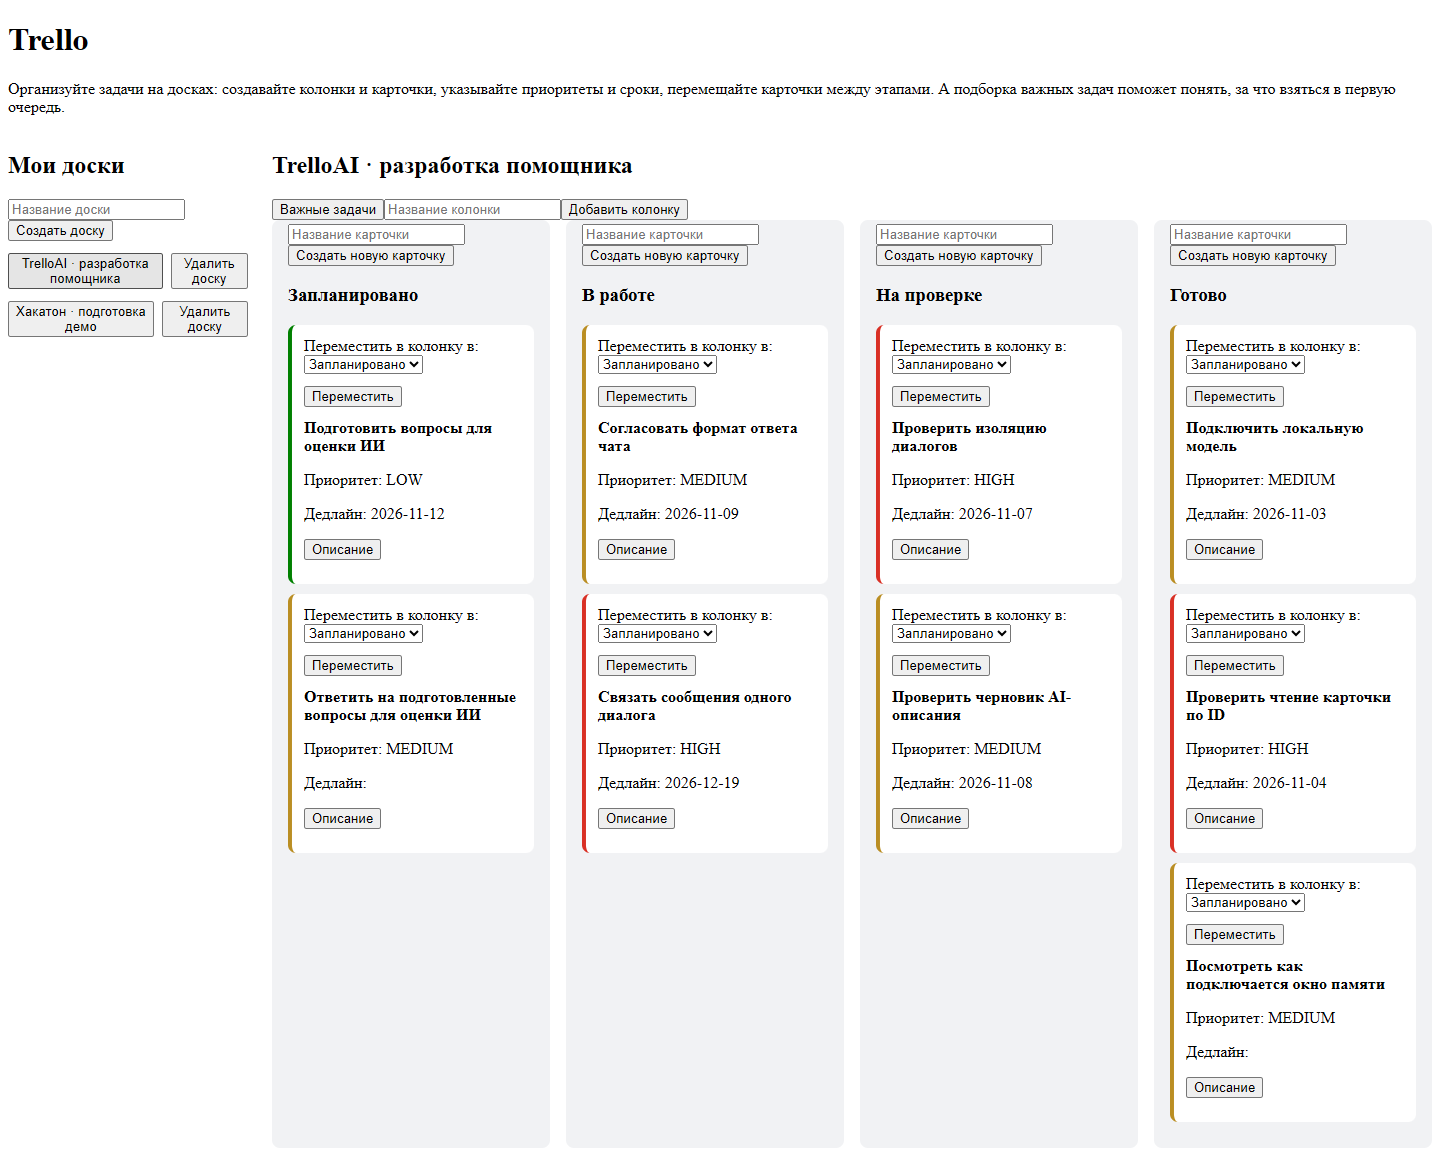 Trello
Организуйте задачи на досках: создавайте колонки и карточки, указывайте приоритеты и сроки, перемещайте карточки между этапами. А подборка важных задач поможет понять, за что взяться в первую
очередь.
Мои доски
Название доски
Создать доску
TrelloAI · разработка
помощника
Удалить
доску
Хакатон · подготовка
демо
Удалить
доску
TrelloAI · разработка помощника
Важные задачи
Название колонки
Добавить колонку
Название карточки
Создать новую карточку
Запланировано
Переместить в колонку в:
Запланировано
Переместить
Подготовить вопросы для
оценки ИИ
Приоритет: LOW
Дедлайн: 2026-11-12
Описание
Переместить в колонку в:
Запланировано
Переместить
Ответить на подготовленные
вопросы для оценки ИИ
Приоритет: MEDIUM
Дедлайн:
Описание
Название карточки
Создать новую карточку
В работе
Переместить в колонку в:
Запланировано
Переместить
Согласовать формат ответа
чата
Приоритет: MEDIUM
Дедлайн: 2026-11-09
Описание
Переместить в колонку в:
Запланировано
Переместить
Связать сообщения одного
диалога
Приоритет: HIGH
Дедлайн: 2026-12-19
Описание
Название карточки
Создать новую карточку
На проверке
Переместить в колонку в:
Запланировано
Переместить
Проверить изоляцию
диалогов
Приоритет: HIGH
Дедлайн: 2026-11-07
Описание
Переместить в колонку в:
Запланировано
Переместить
Проверить черновик AI-
описания
Приоритет: MEDIUM
Дедлайн: 2026-11-08
Описание
Название карточки
Создать новую карточку
Готово
Переместить в колонку в:
Запланировано
Переместить
Подключить локальную
модель
Приоритет: MEDIUM
Дедлайн: 2026-11-03
Описание
Переместить в колонку в:
Запланировано
Переместить
Проверить чтение карточки
по ID
Приоритет: HIGH
Дедлайн: 2026-11-04
Описание
Переместить в колонку в:
Запланировано
Переместить
Посмотреть как
подключается окно памяти
Приоритет: MEDIUM
Дедлайн:
Описание